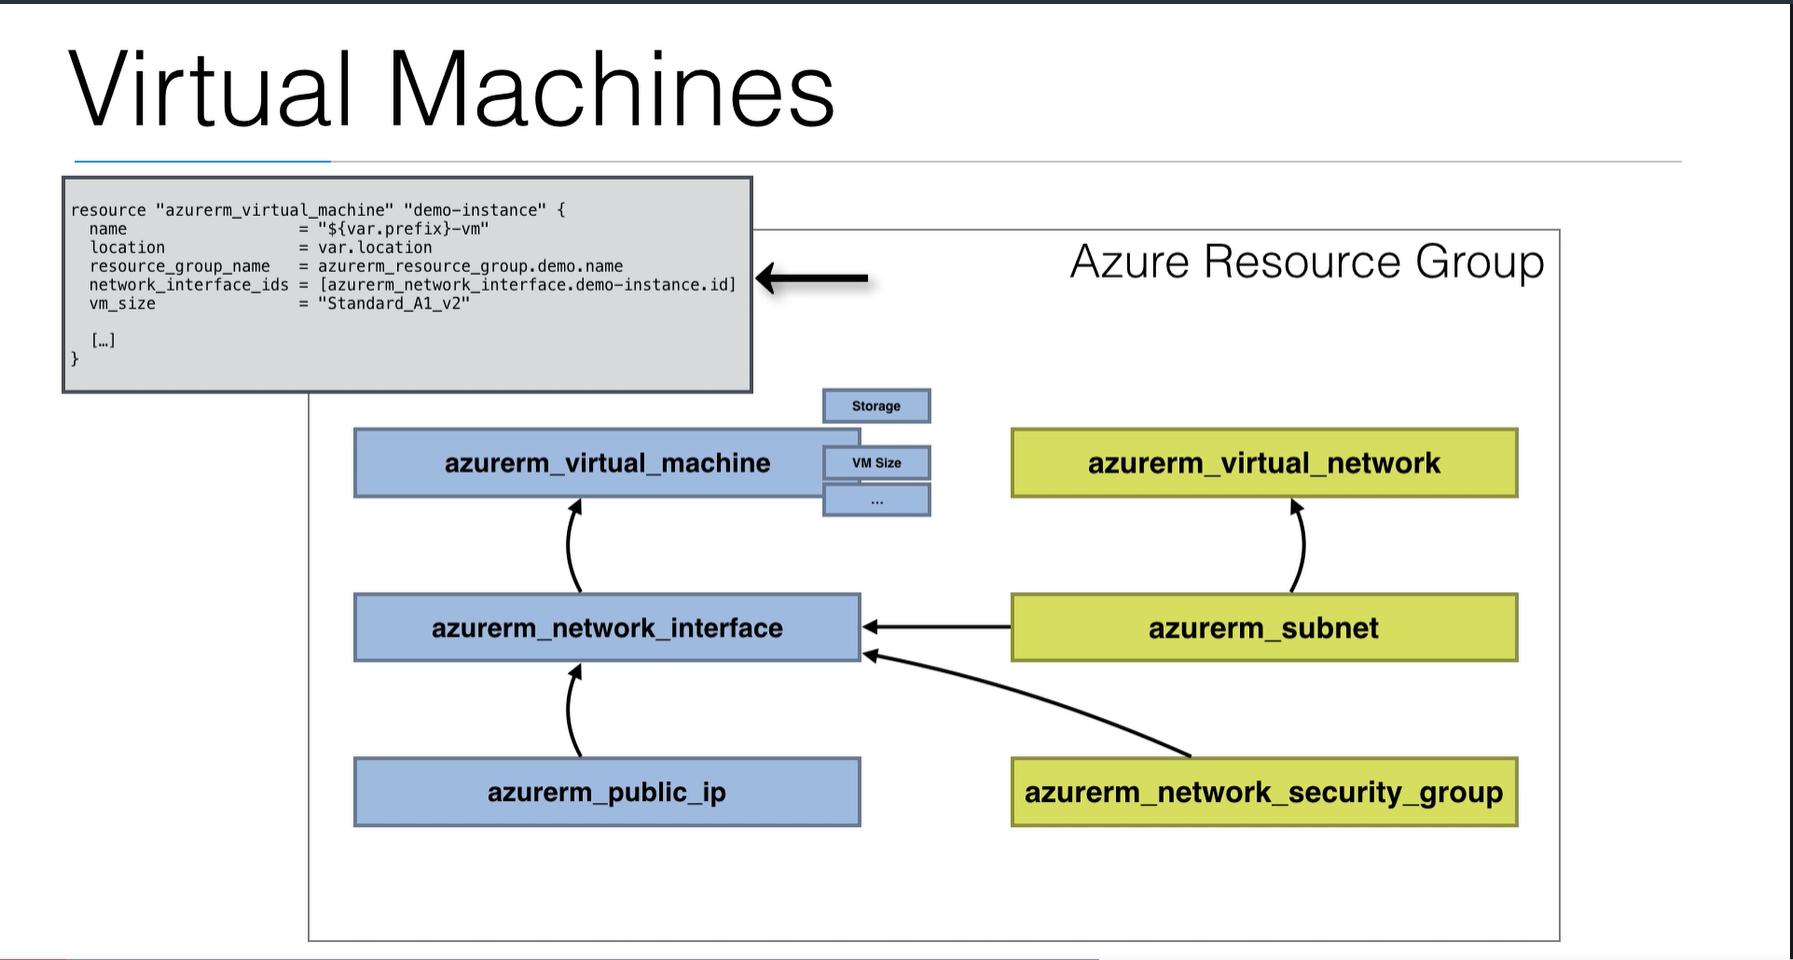 Virtual Machines
resource "azurerm_virtual_machine" "demo-instance" {
  name                  = "${var.prefix}-vm"
  location              = var.location
  resource_group_name   = azurerm_resource_group.demo.name
  network_interface_ids = [azurerm_network_interface.demo-instance.id]
  vm_size               = "Standard_A1_v2"
  […]
}
Azure Resource Group
Storage
azurerm_virtual_machine
VM Size
...
azurerm_virtual_network
azurerm_network_interface
azurerm_subnet
azurerm_public_ip
azurerm_network_security_group